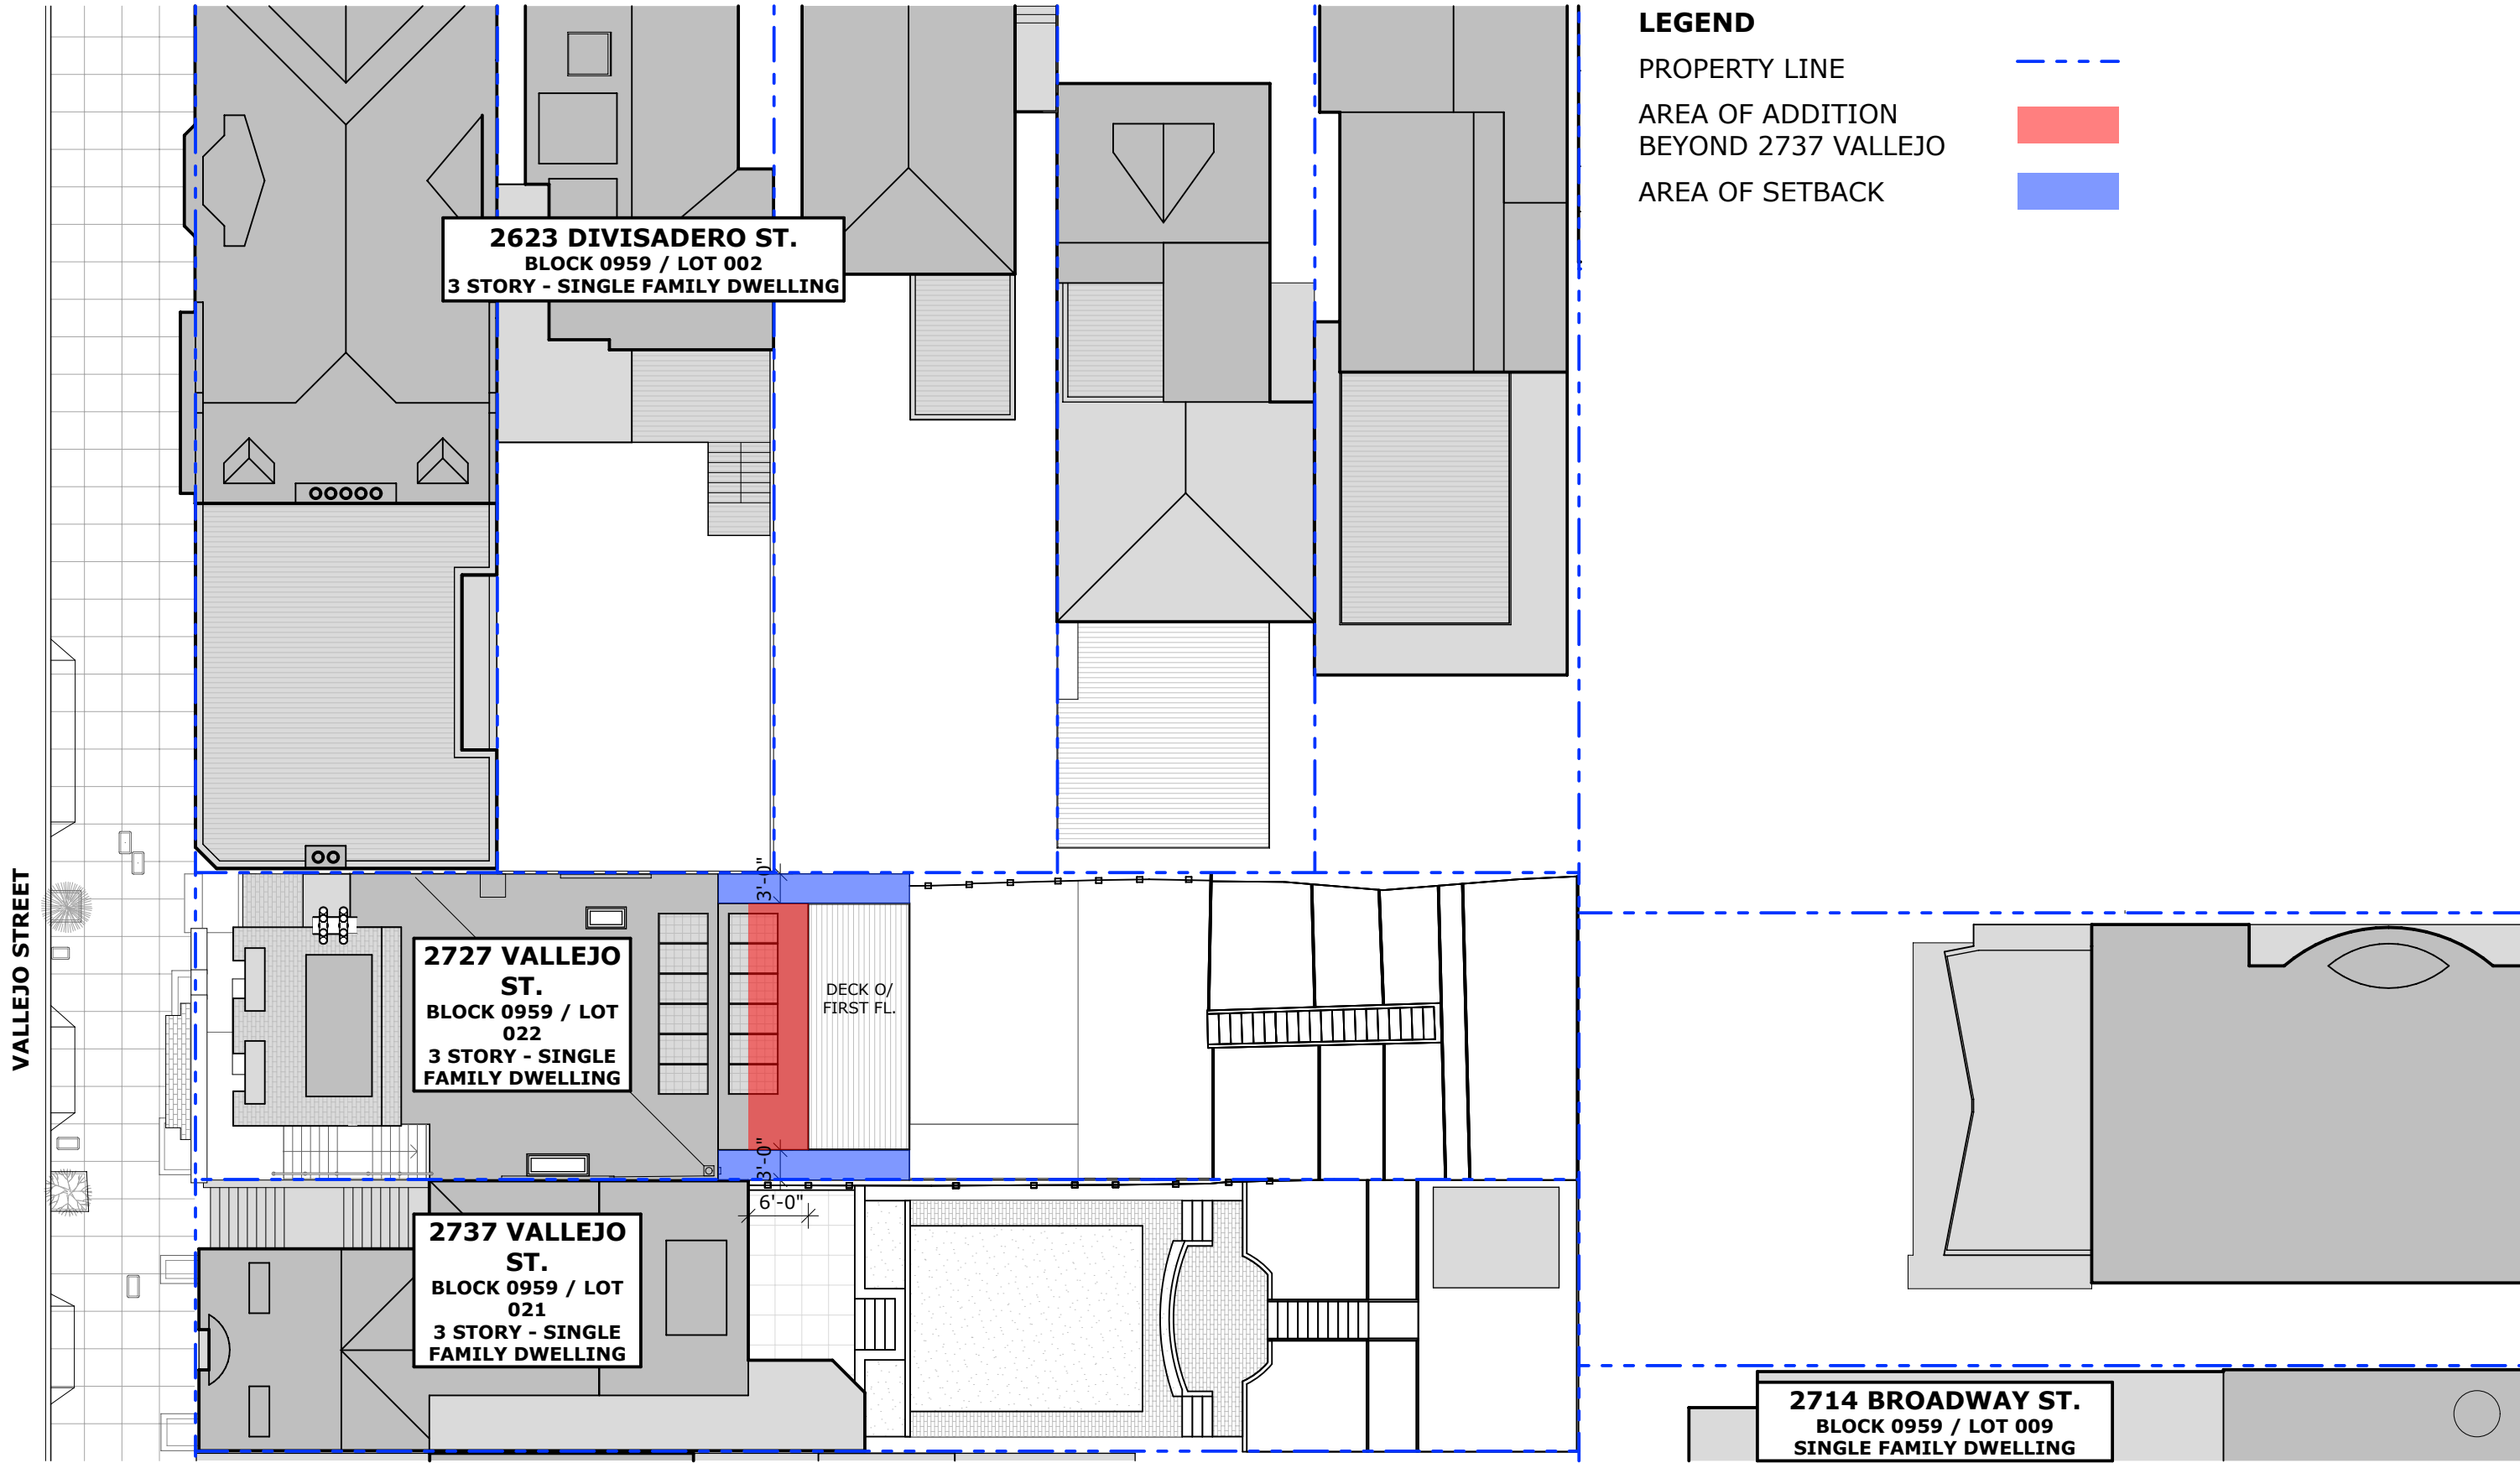 LEGEND
PROPERTY LINE
AREA OF ADDITION
BEYOND 2737 VALLEJO
AREA OF SETBACK
2623 DIVISADERO ST.
BLOCK 0959 / LOT 002
3 STORY - SINGLE FAMILY DWELLING
VALLEJO STREET
3'-0"
2727 VALLEJO
ST.
BLOCK 0959 / LOT
022
3 STORY - SINGLE
FAMILY DWELLING
DECK O/
FIRST FL.
3'-0"
6'-0"
2737 VALLEJO
ST.
BLOCK 0959 / LOT
021
3 STORY - SINGLE
FAMILY DWELLING
2714 BROADWAY ST.
BLOCK 0959 / LOT 009
SINGLE FAMILY DWELLING